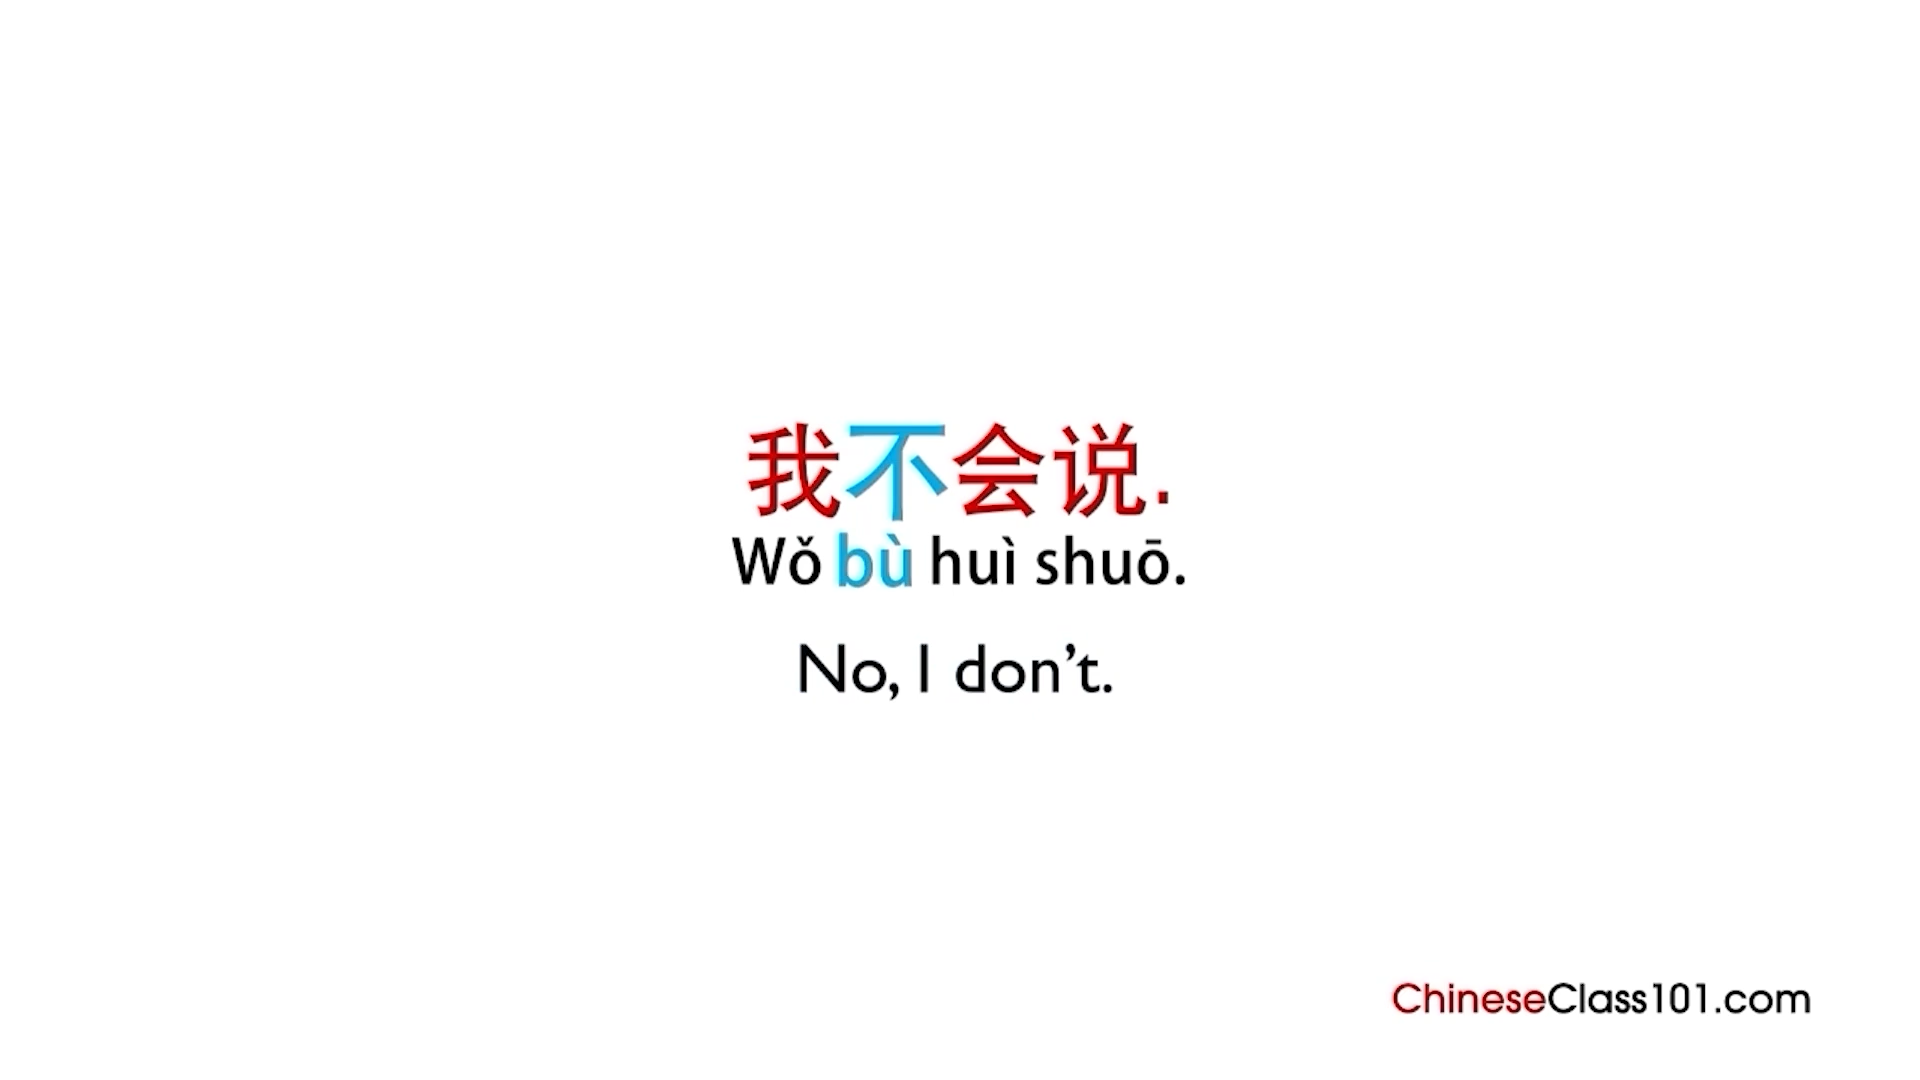 我不会说.
Wǒ bù huì shuō.
No, I don’t.
ChineseClass101.com